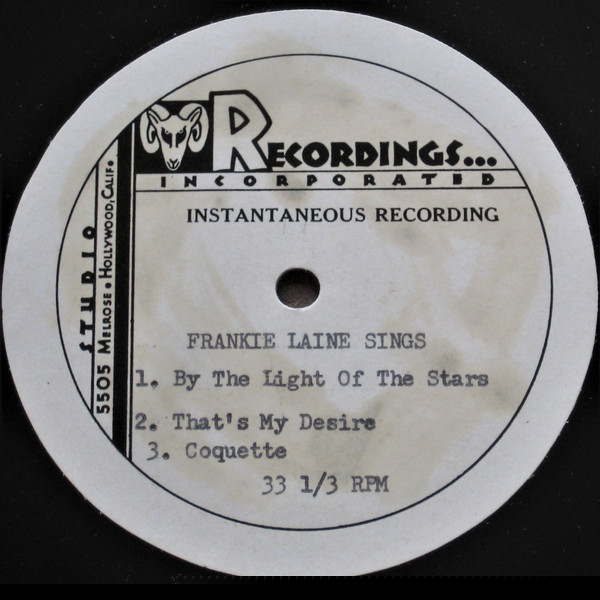 RECORDINGS...
INCORPORATED
INSTANTANEOUS RECORDING
STUDIO
5505 MELROSE • HOLLYWOOD, CALIF.
FRANKIE LAINE SINGS
1. By The Light Of The Stars
2. That's My Desire
3. Coquette
33 1/3 RPM